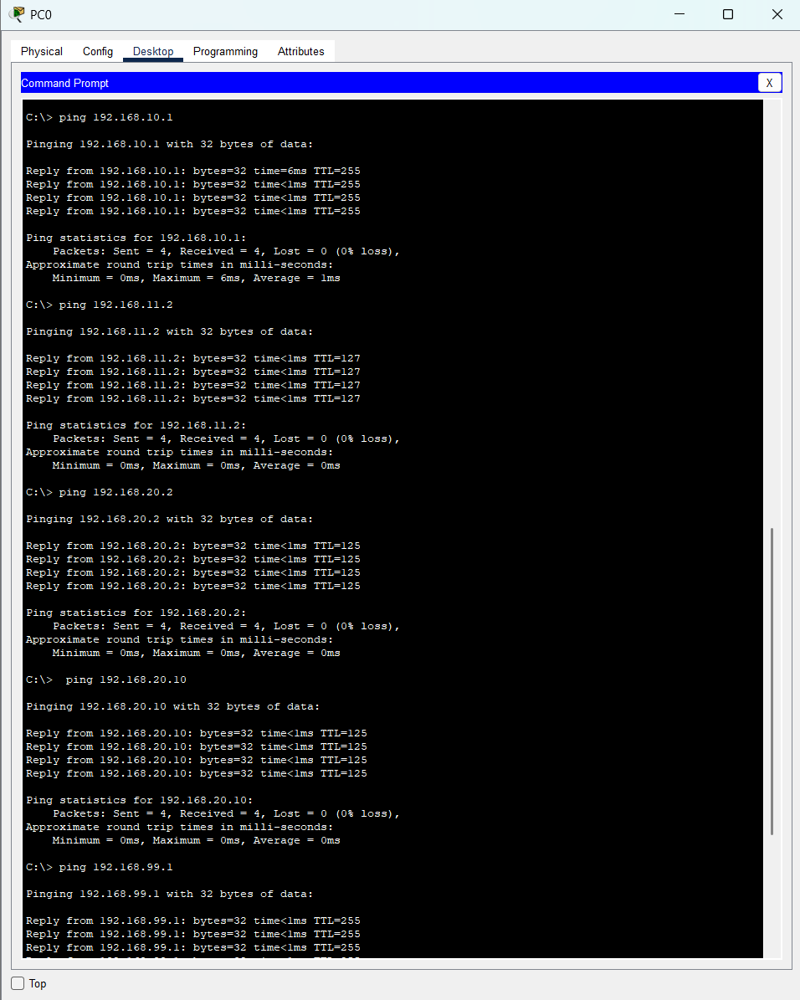 PC0
Physical Config Desktop Programming Attributes
Command Prompt
X
C:\> ping 192.168.10.1
Pinging 192.168.10.1 with 32 bytes of data:
Reply from 192.168.10.1: bytes=32 time=6ms TTL=255
Reply from 192.168.10.1: bytes=32 time<1ms TTL=255
Reply from 192.168.10.1: bytes=32 time<1ms TTL=255
Reply from 192.168.10.1: bytes=32 time<1ms TTL=255
Ping statistics for 192.168.10.1:
Packets: Sent = 4, Received = 4, Lost = 0 (0% loss),
Approximate round trip times in milli-seconds:
Minimum = 0ms, Maximum = 6ms, Average = 1ms
C:\> ping 192.168.11.2
Pinging 192.168.11.2 with 32 bytes of data:
Reply from 192.168.11.2: bytes=32 time<1ms TTL=127
Reply from 192.168.11.2: bytes=32 time<1ms TTL=127
Reply from 192.168.11.2: bytes=32 time<1ms TTL=127
Reply from 192.168.11.2: bytes=32 time<1ms TTL=127
Ping statistics for 192.168.11.2:
Packets: Sent = 4, Received = 4, Lost = 0 (0% loss),
Approximate round trip times in milli-seconds:
Minimum = 0ms, Maximum = 0ms, Average = 0ms
C:\> ping 192.168.20.2
Pinging 192.168.20.2 with 32 bytes of data:
Reply from 192.168.20.2: bytes=32 time<1ms TTL=125
Reply from 192.168.20.2: bytes=32 time<1ms TTL=125
Reply from 192.168.20.2: bytes=32 time<1ms TTL=125
Reply from 192.168.20.2: bytes=32 time<1ms TTL=125
Ping statistics for 192.168.20.2:
Packets: Sent = 4, Received = 4, Lost = 0 (0% loss),
Approximate round trip times in milli-seconds:
Minimum = 0ms, Maximum = 0ms, Average = 0ms
C:\>  ping 192.168.20.10
Pinging 192.168.20.10 with 32 bytes of data:
Reply from 192.168.20.10: bytes=32 time<1ms TTL=125
Reply from 192.168.20.10: bytes=32 time<1ms TTL=125
Reply from 192.168.20.10: bytes=32 time<1ms TTL=125
Reply from 192.168.20.10: bytes=32 time<1ms TTL=125
Ping statistics for 192.168.20.10:
Packets: Sent = 4, Received = 4, Lost = 0 (0% loss),
Approximate round trip times in milli-seconds:
Minimum = 0ms, Maximum = 0ms, Average = 0ms
C:\> ping 192.168.99.1
Pinging 192.168.99.1 with 32 bytes of data:
Reply from 192.168.99.1: bytes=32 time<1ms TTL=255
Reply from 192.168.99.1: bytes=32 time<1ms TTL=255
Reply from 192.168.99.1: bytes=32 time<1ms TTL=255
Top